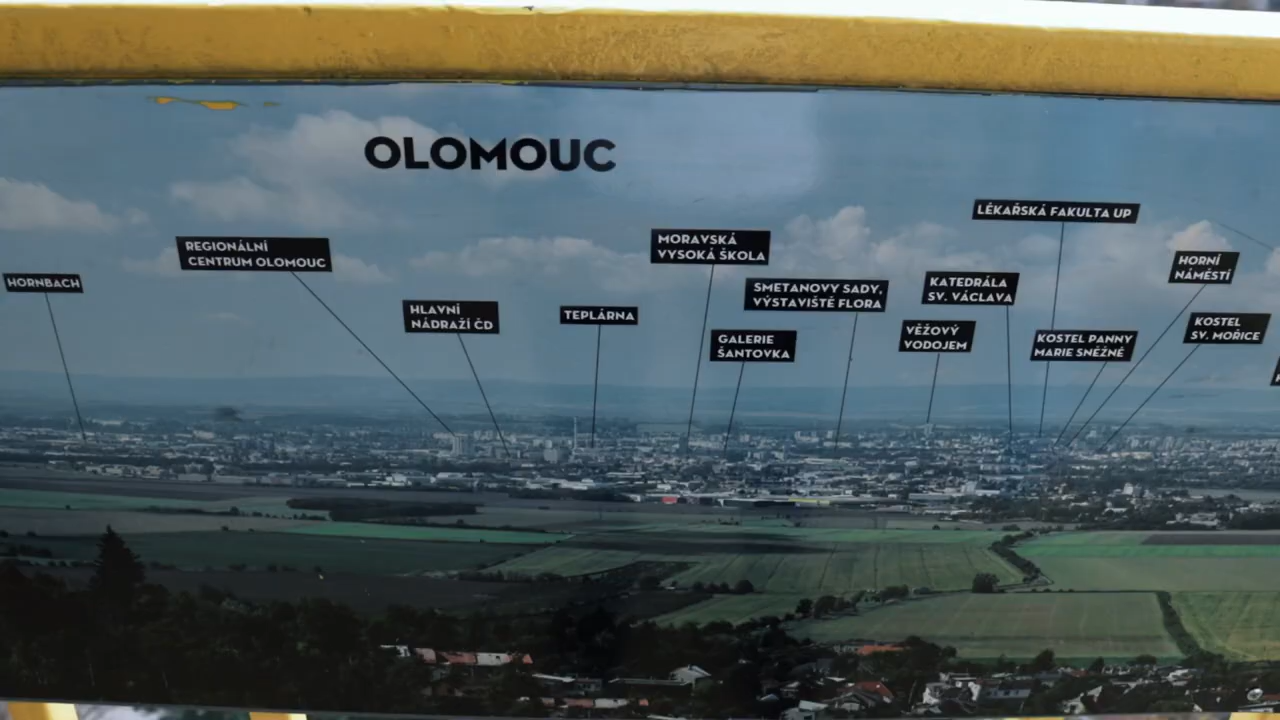 OLOMOUC
LÉKAŘSKÁ FAKULTA UP
REGIONÁLNÍ
CENTRUM OLOMOUC
MORAVSKÁ
VYSOKÁ ŠKOLA
HORNÍ
NÁMĚSTÍ
HORNBACH
SMETANOVY SADY,
VÝSTAVIŠTĚ FLORA
KATEDRÁLA
SV. VÁCLAVA
HLAVNÍ
NÁDRAŽÍ ČD
TEPLÁRNA
GALERIE
ŠANTOVKA
VĚŽOVÝ
VODOJEM
KOSTEL PANNY
MARIE SNĚŽNÉ
KOSTEL
SV. MOŘICE